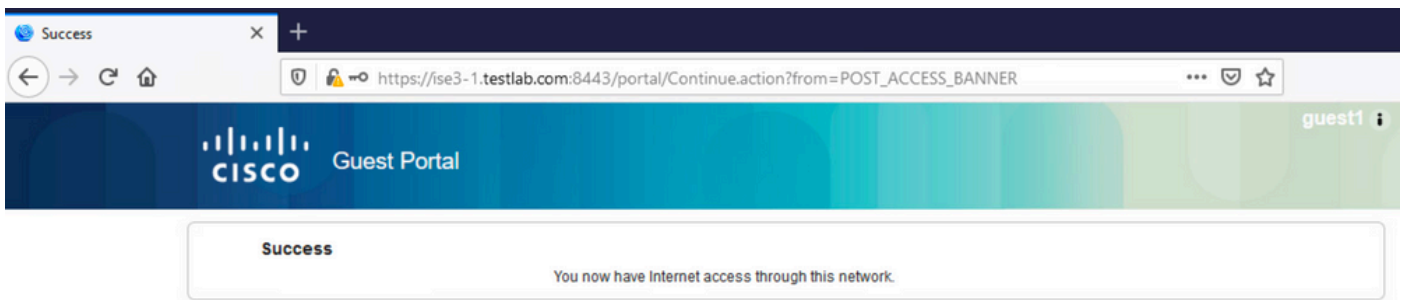 Success
https://ise3-1.testlab.com:8443/portal/Continue.action?from=POST_ACCESS_BANNER
guest1
CISCO
Guest Portal
Success
You now have Internet access through this network.